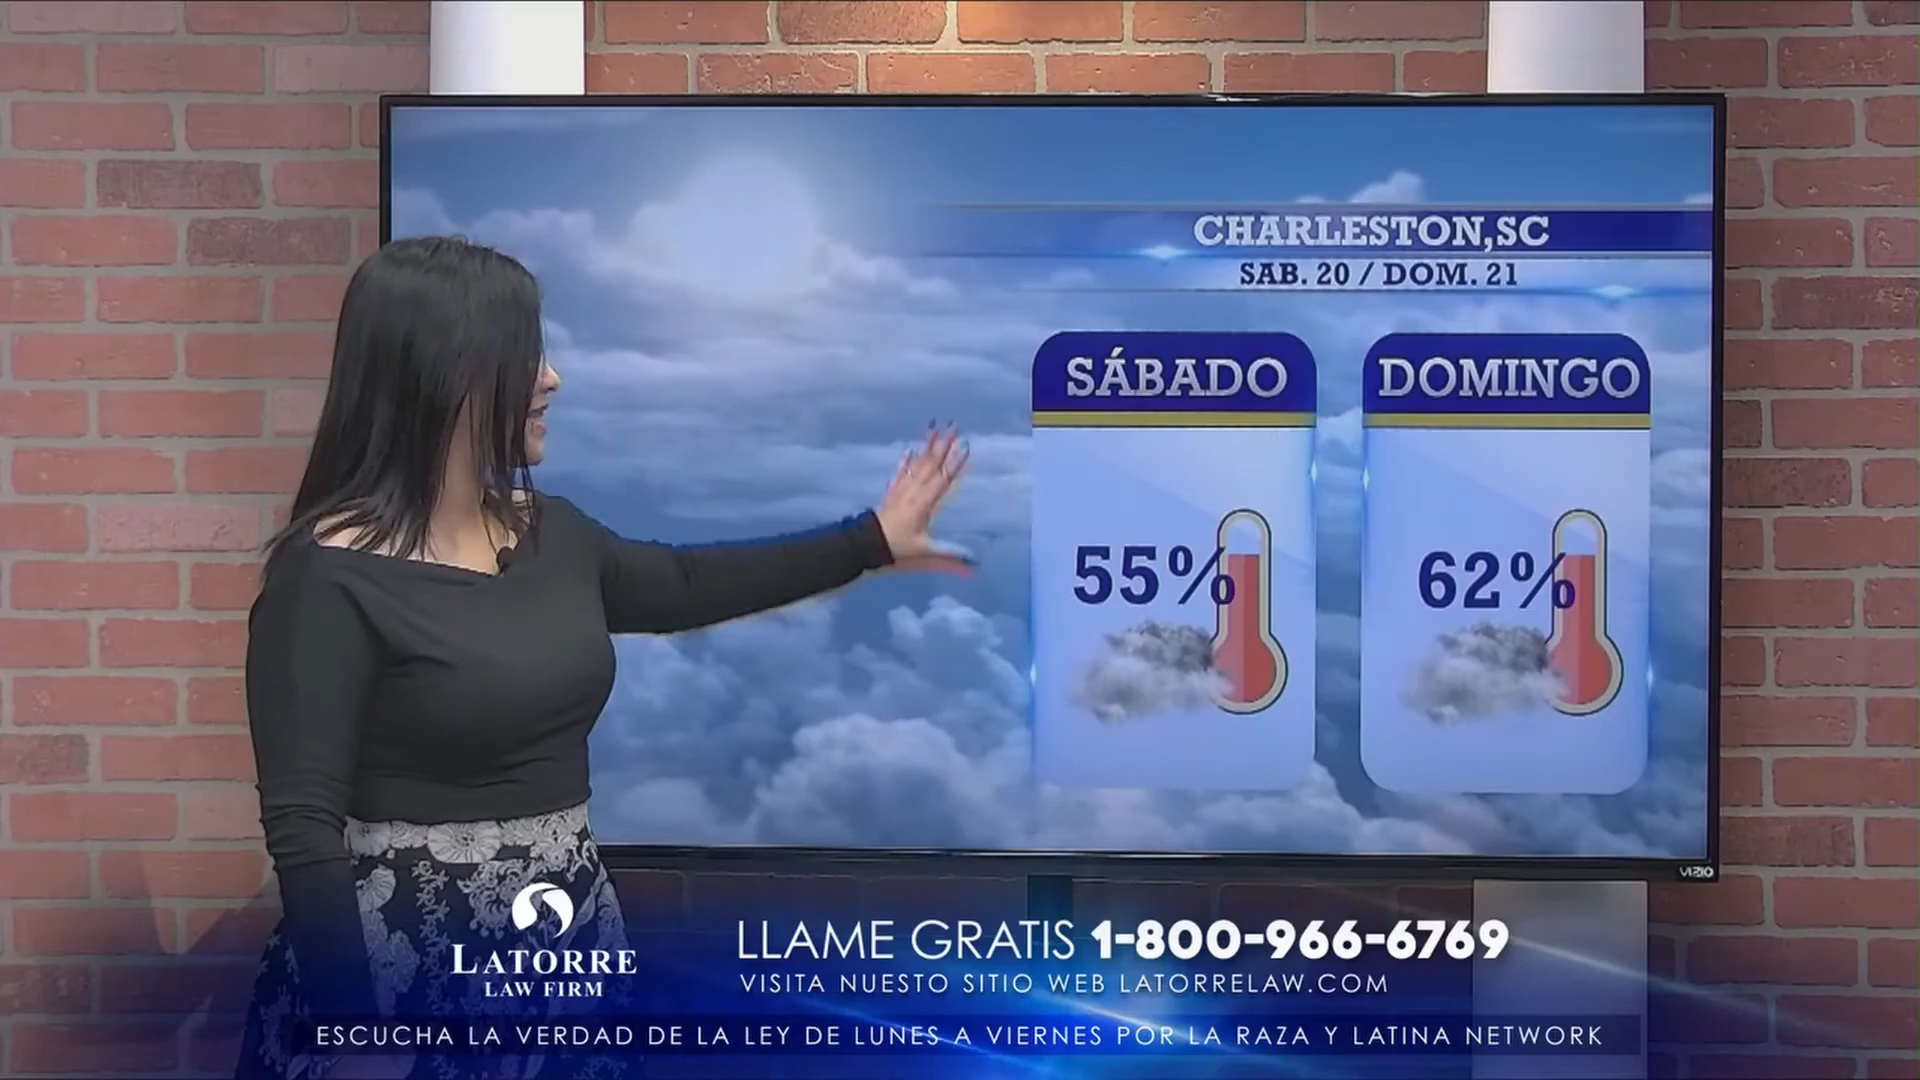 CHARLESTON,SC
SAB. 20 / DOM. 21
SÁBADO
DOMINGO
55%
62%
VIZIO
LATORRE
LAW FIRM
LLAME GRATIS 1-800-966-6769
VISITA NUESTO SITIO WEB LATORRELAW.COM
ESCUCHA LA VERDAD DE LA LEY DE LUNES A VIERNES POR LA RAZA Y LATINA NETWORK